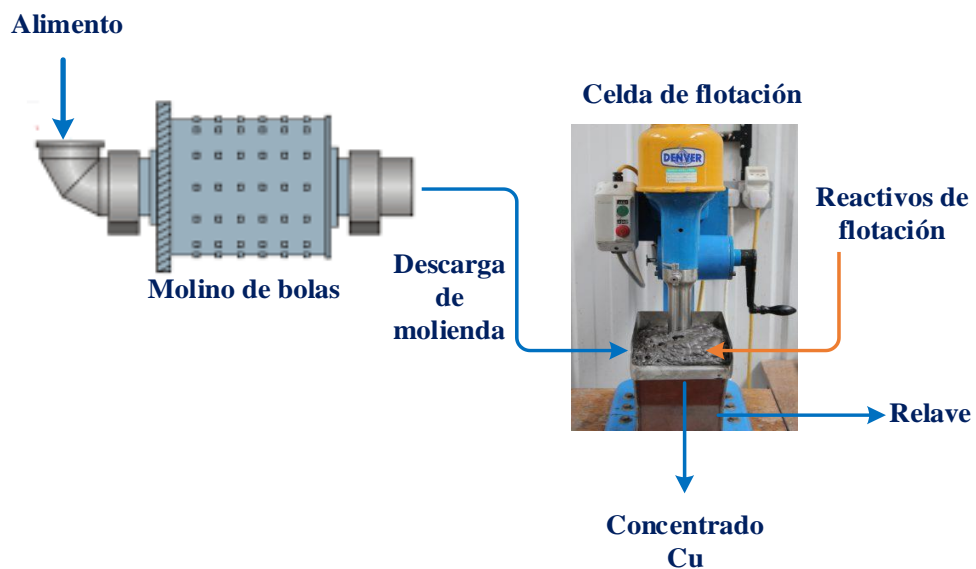 Alimento
Molino de bolas
Descarga
de
molienda
Celda de flotación
DENVER
Reactivos de
flotación
Relave
Concentrado
Cu